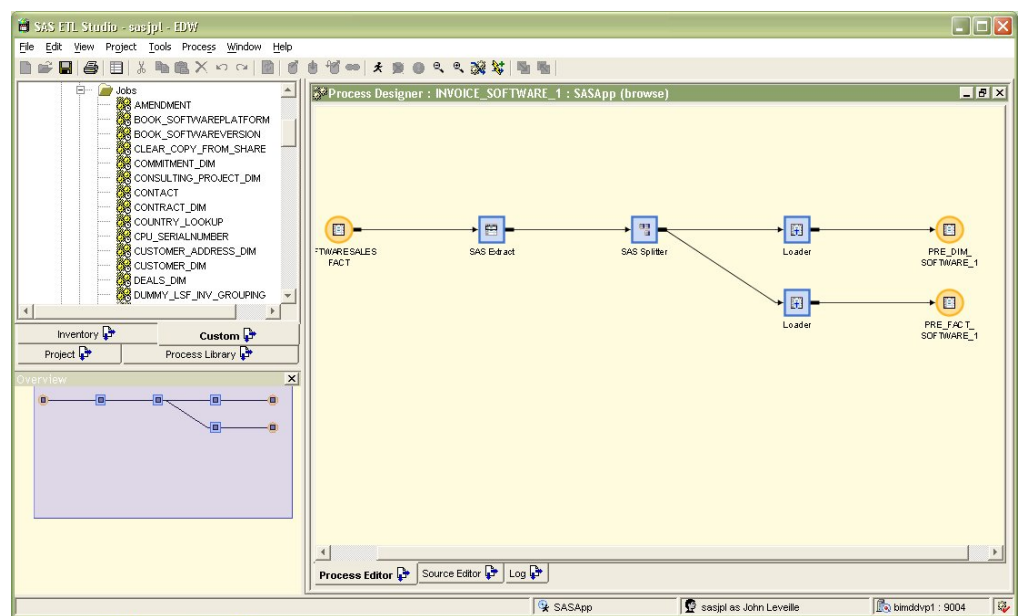 SAS ETL Studio - sasjpl - EDW
File Edit View Project Tools Process Window Help
Jobs
AMENDMENT
BOOK_SOFTWAREPLATFORM
BOOK_SOFTWAREVERSION
CLEAR_COPY_FROM_SHARE
COMMITMENT_DIM
CONSULTING_PROJECT_DIM
CONTACT
CONTRACT_DIM
COUNTRY_LOOKUP
CPU_SERIALNUMBER
CUSTOMER_ADDRESS_DIM
CUSTOMER_DIM
DEALS_DIM
DUMMY_LSF_INV_GROUPING
Inventory Custom
Project Process Library
Overview
Process Designer : INVOICE_SOFTWARE_1 : SASApp (browse)
FTWARESALES
FACT
SAS Extract
SAS Splitter
Loader
PRE_DIM_
SOFTWARE_1
Loader
PRE_FACT_
SOFTWARE_1
Process Editor Source Editor Log
SASApp sasjpl as John Leveille bimddvp1 : 9004